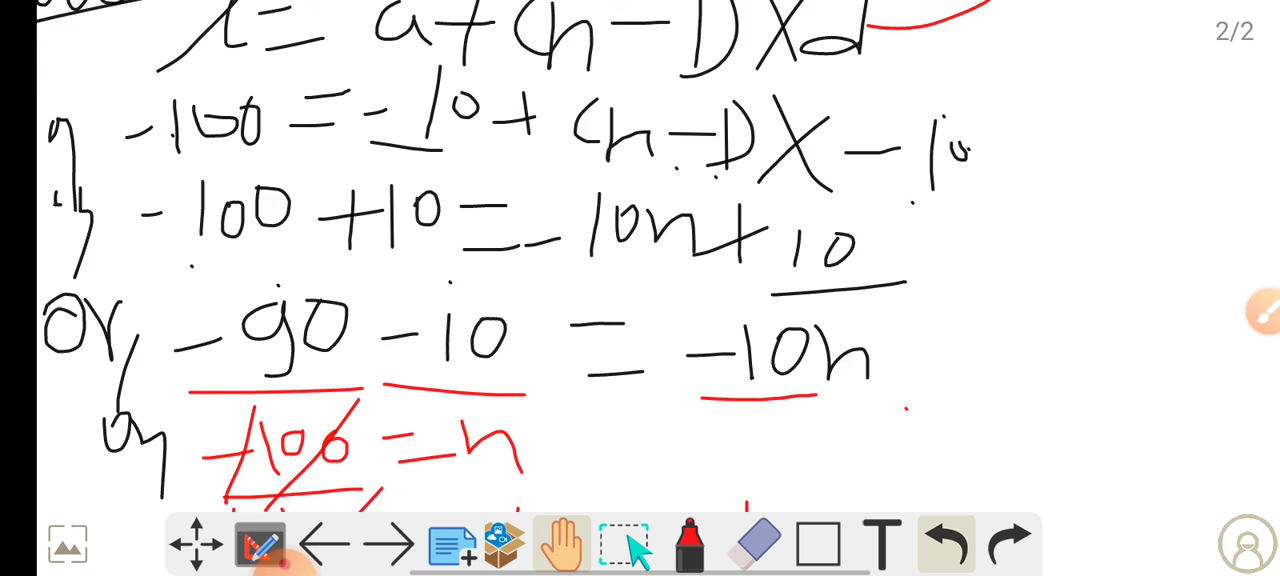 2/2
l = a + (n - 1) X d
or, -100 = -10 + (n - 1) X - 10
or, -100 + 10 = -10n + 10
or, -90 - 10 = -10n
or, -100 = n
T